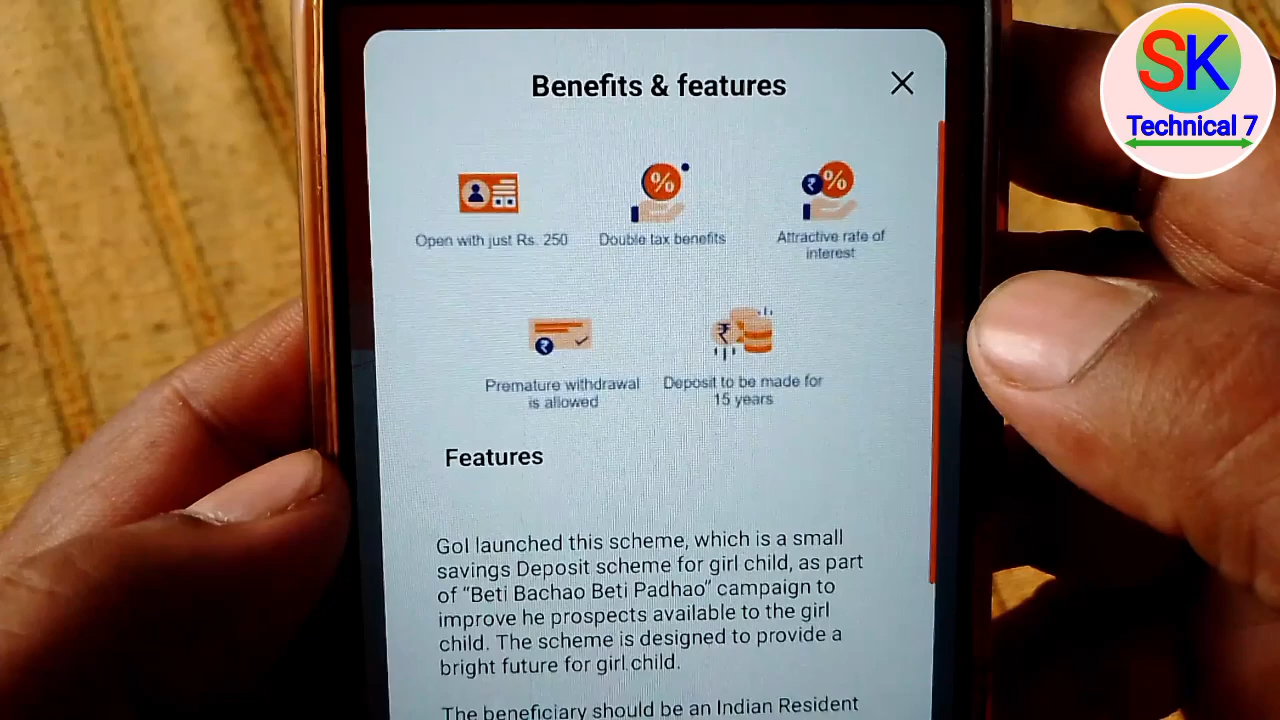 Benefits & features
SK
Technical 7
Open with just Rs. 250
Double tax benefits
Attractive rate of
interest
Premature withdrawal
is allowed
Deposit to be made for
15 years
Features
GoI launched this scheme, which is a small
savings Deposit scheme for girl child, as part
of “Beti Bachao Beti Padhao” campaign to
improve he prospects available to the girl
child. The scheme is designed to provide a
bright future for girl child.
The beneficiary should be an Indian Resident